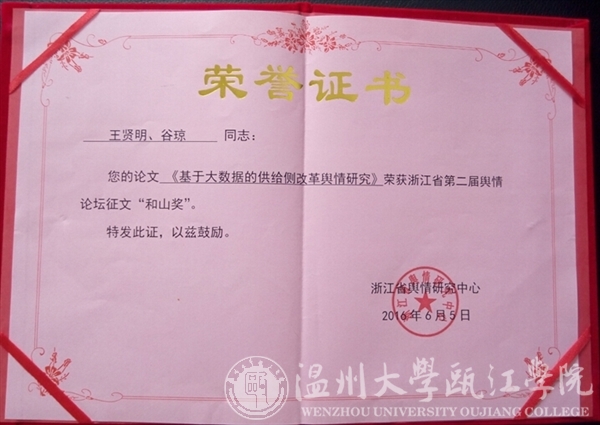 荣誉证书
王贤明、谷琼 同志：
您的论文《基于大数据的供给侧改革舆情研究》荣获浙江省第二届舆情
论坛征文“和山奖”。
特发此证，以兹鼓励。
浙江省舆情研究中心
2016年6月5日
温州大学瓯江学院
WENZHOU UNIVERSITY OUJIANG COLLEGE